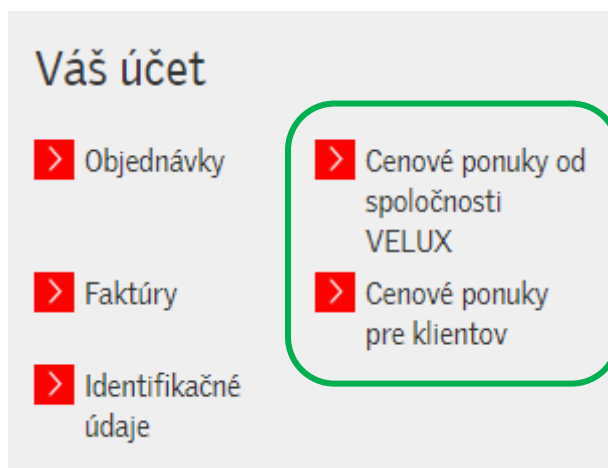 Váš účet
Objednávky
Cenové ponuky od
spoločnosti
VELUX
Faktúry
Cenové ponuky
pre klientov
Identifikačné
údaje